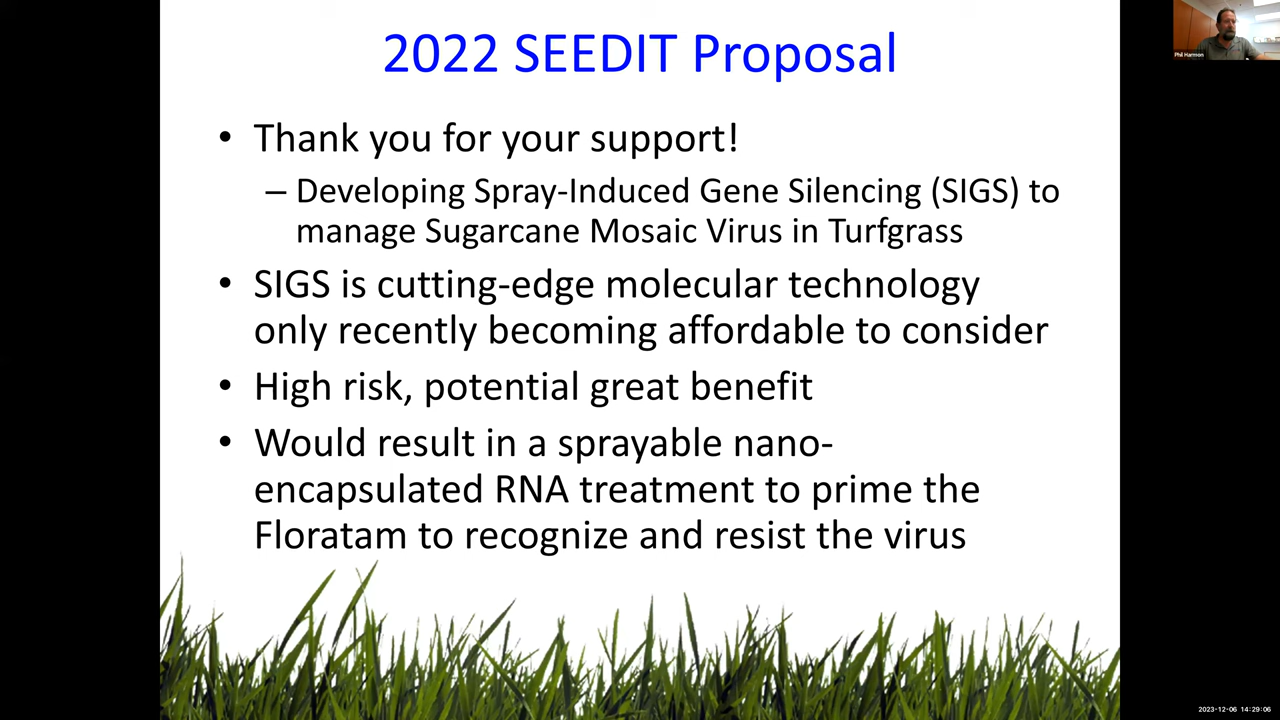 2022 SEEDIT Proposal
• Thank you for your support!
– Developing Spray-Induced Gene Silencing (SIGS) to
manage Sugarcane Mosaic Virus in Turfgrass
• SIGS is cutting-edge molecular technology
only recently becoming affordable to consider
• High risk, potential great benefit
• Would result in a sprayable nano-
encapsulated RNA treatment to prime the
Floratam to recognize and resist the virus
Phil Harmon
2023-12-06 14:29:06